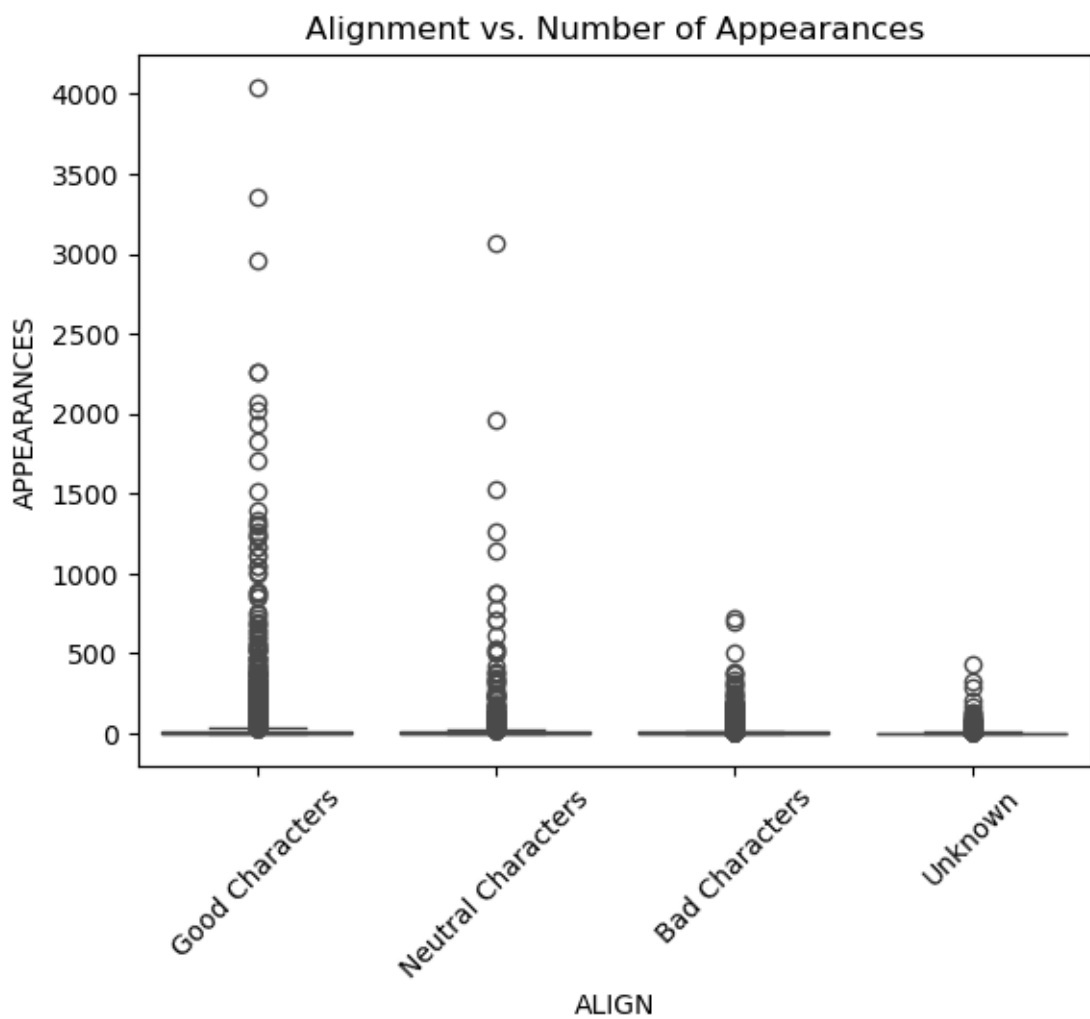 Alignment vs. Number of Appearances
APPEARANCES
4000
3500
3000
2500
2000
1500
1000
500
0
Good Characters
Neutral Characters
Bad Characters
Unknown
ALIGN